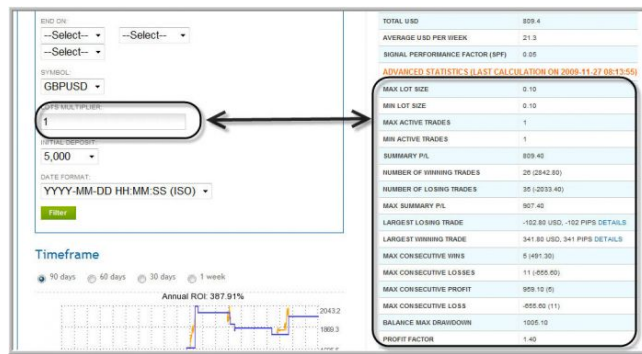 END ON:
--Select-- --Select--
--Select--
SYMBOL:
GBPUSD
LOTS MULTIPLIER:
1
INITIAL DEPOSIT:
5,000
DATE FORMAT:
YYYY-MM-DD HH:MM:SS (ISO)
Filter
Timeframe
90 days 60 days 30 days 1 week
Annual ROI: 387.91%
2043.2
1869.3
TOTAL USD 809.4
AVERAGE USD PER WEEK 21.3
SIGNAL PERFORMANCE FACTOR (SPF) 0.05
ADVANCED STATISTICS (LAST CALCULATION ON 2009-11-27 08:13:55)
MAX LOT SIZE 0.10
MIN LOT SIZE 0.10
MAX ACTIVE TRADES 1
MIN ACTIVE TRADES 1
SUMMARY P/L 809.40
NUMBER OF WINNING TRADES 26 (2842.80)
NUMBER OF LOSING TRADES 35 (-2033.40)
MAX SUMMARY P/L 907.40
LARGEST LOSING TRADE -102.80 USD, -102 PIPS DETAILS
LARGEST WINNING TRADE 341.80 USD, 341 PIPS DETAILS
MAX CONSECUTIVE WINS 5 (491.30)
MAX CONSECUTIVE LOSSES 11 (-655.60)
MAX CONSECUTIVE PROFIT 959.10 (5)
MAX CONSECUTIVE LOSS -655.60 (11)
BALANCE MAX DRAWDOWN 1005.10
PROFIT FACTOR 1.40